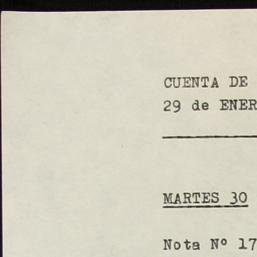 CUENTA DE
29 de ENER
MARTES 30
Nota Nº 17